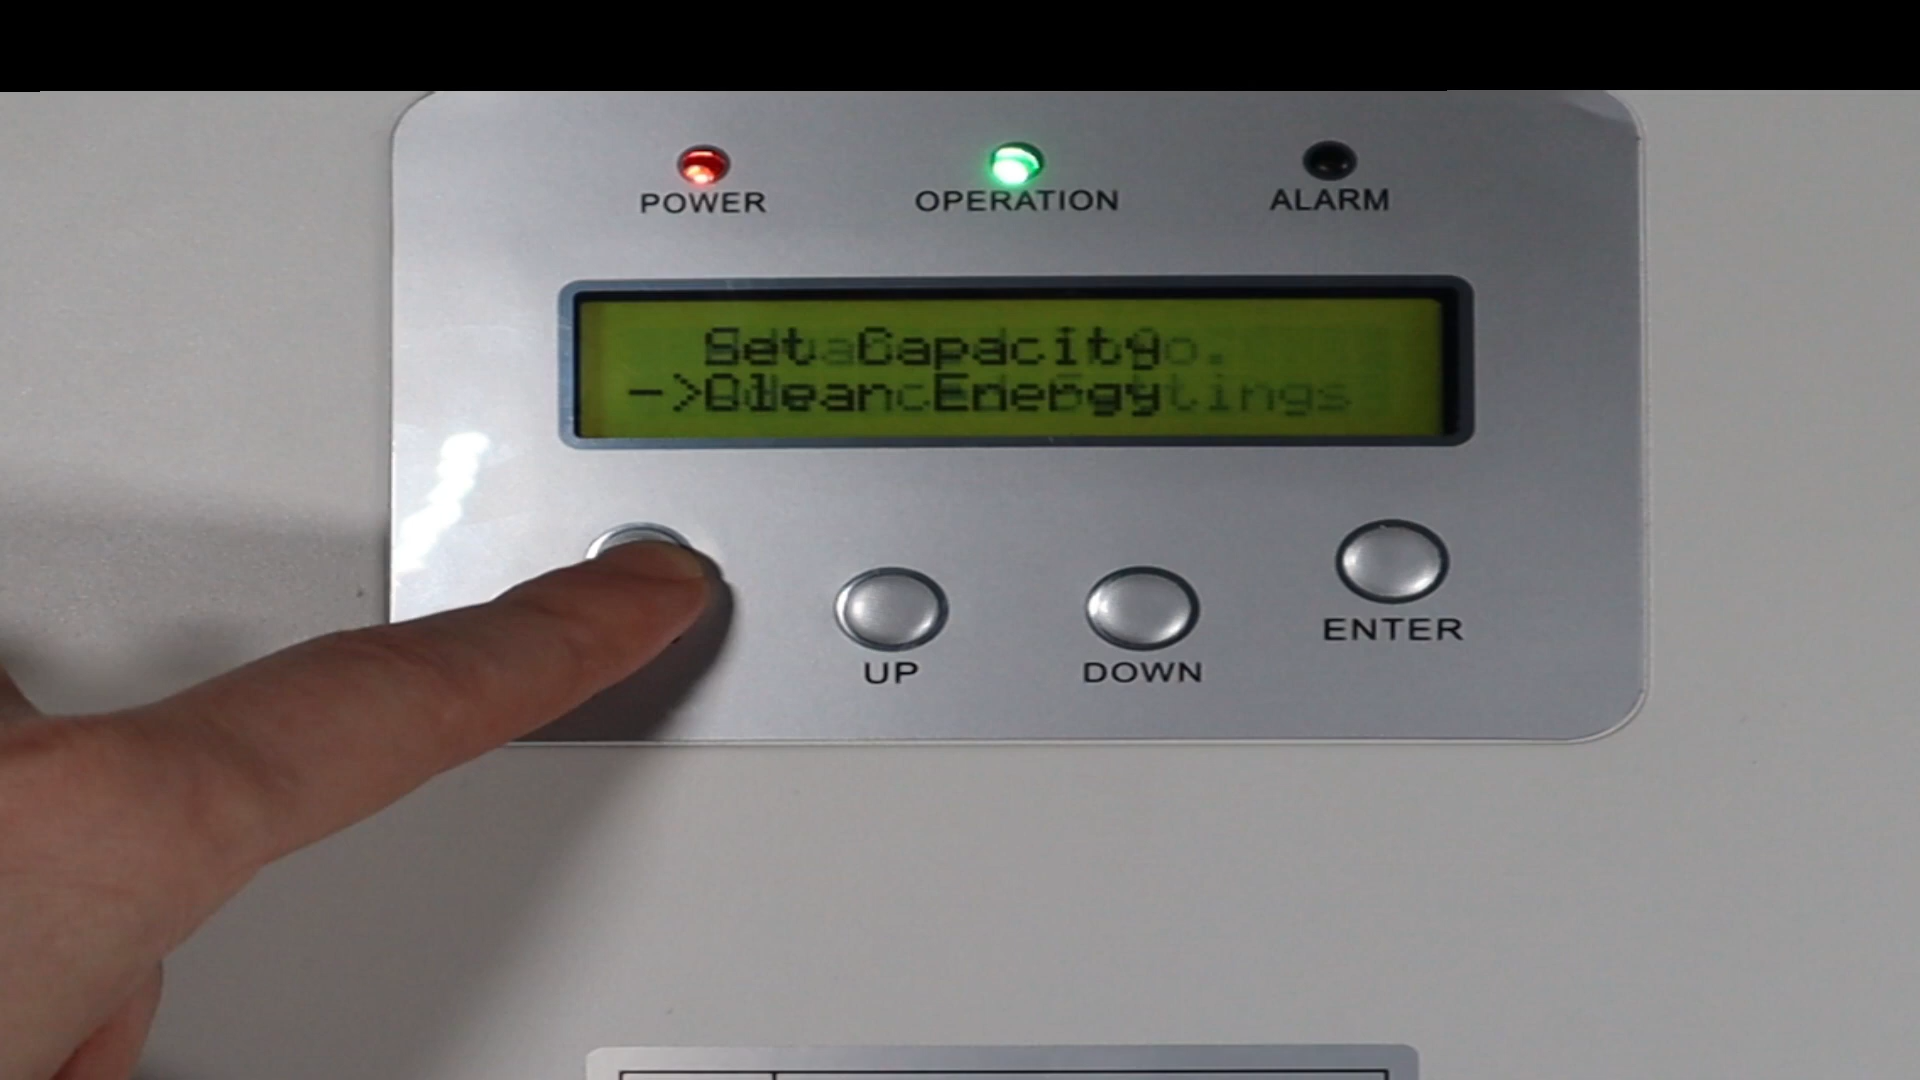 POWER OPERATION ALARM
Set Capacity
->Clean Energy
UP DOWN ENTER